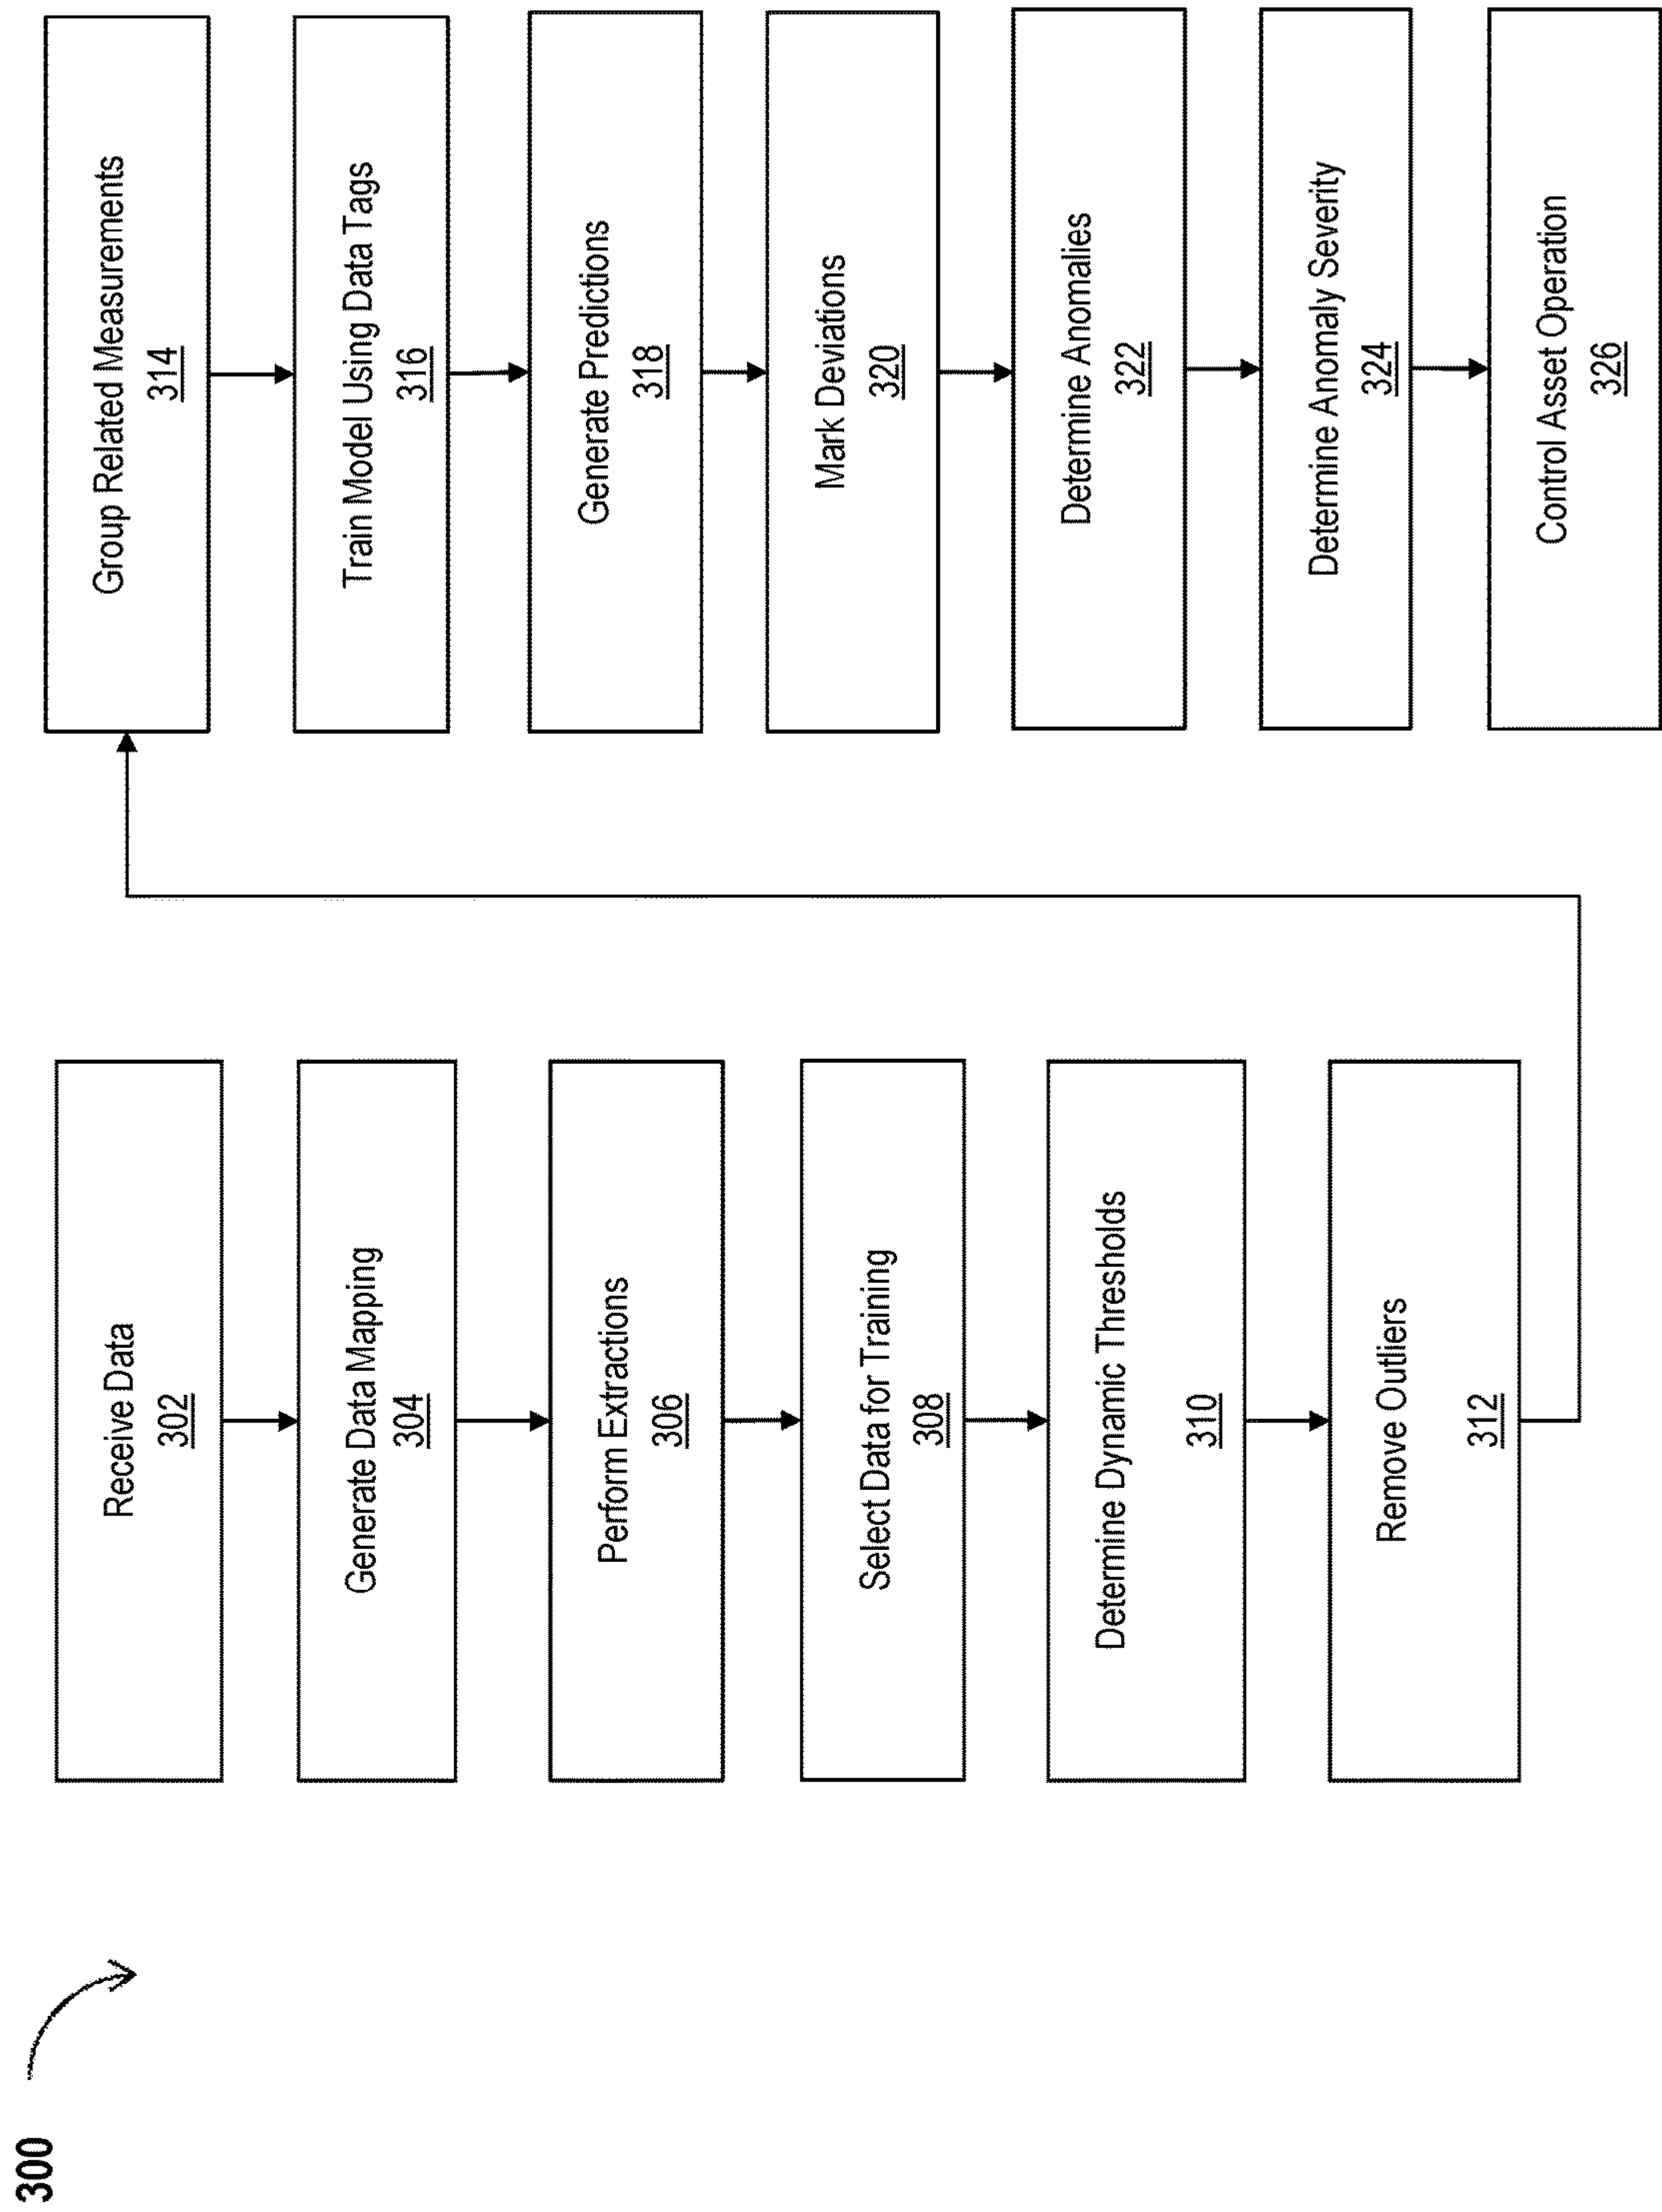 300
Receive Data
302
Generate Data Mapping
304
Perform Extractions
306
Select Data for Training
308
Determine Dynamic Thresholds
310
Remove Outliers
312
Group Related Measurements
314
Train Model Using Data Tags
316
Generate Predictions
318
Mark Deviations
320
Determine Anomalies
322
Determine Anomaly Severity
324
Control Asset Operation
326